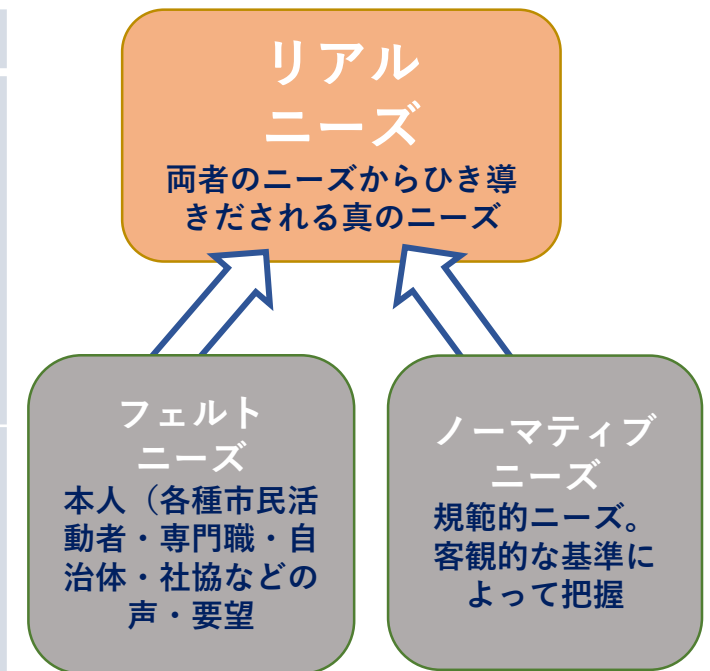 リアル
ニーズ
両者のニーズからひき導
きだされる真のニーズ
フェルト
ニーズ
本人（各種市民活
動者・専門職・自
治体・社協などの
声・要望
ノーマティブ
ニーズ
規範的ニーズ。
客観的な基準に
よって把握